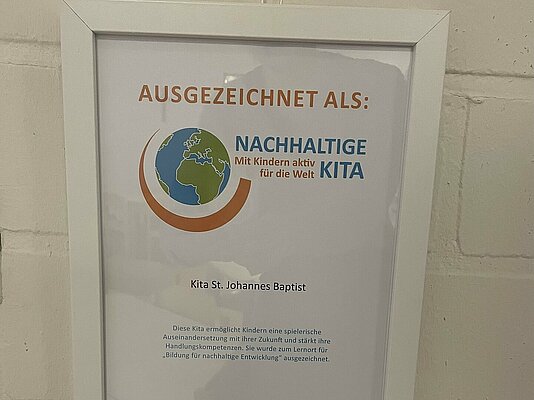 AUSGEZEICHNET ALS:
NACHHALTIGE
Mit Kindern aktiv
für die Welt KITA
Kita St. Johannes Baptist
Diese Kita ermöglicht Kindern eine spielerische
Auseinandersetzung mit ihrer Zukunft und stärkt ihre
Handlungskompetenzen. Sie wurde zum Lernort für
„Bildung für nachhaltige Entwicklung" ausgezeichnet.